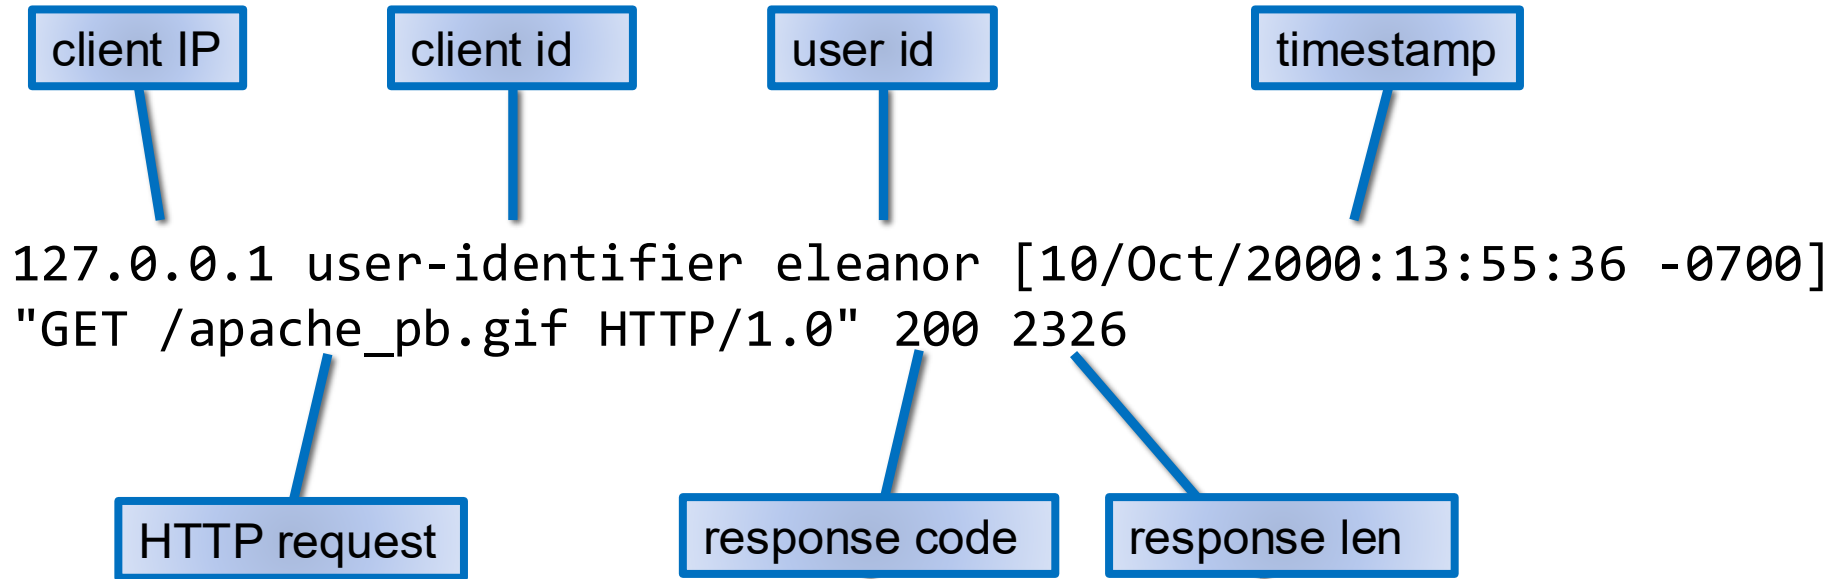 client IP client id user id timestamp
127.0.0.1 user-identifier eleanor [10/Oct/2000:13:55:36 -0700]
"GET /apache_pb.gif HTTP/1.0" 200 2326
HTTP request response code response len